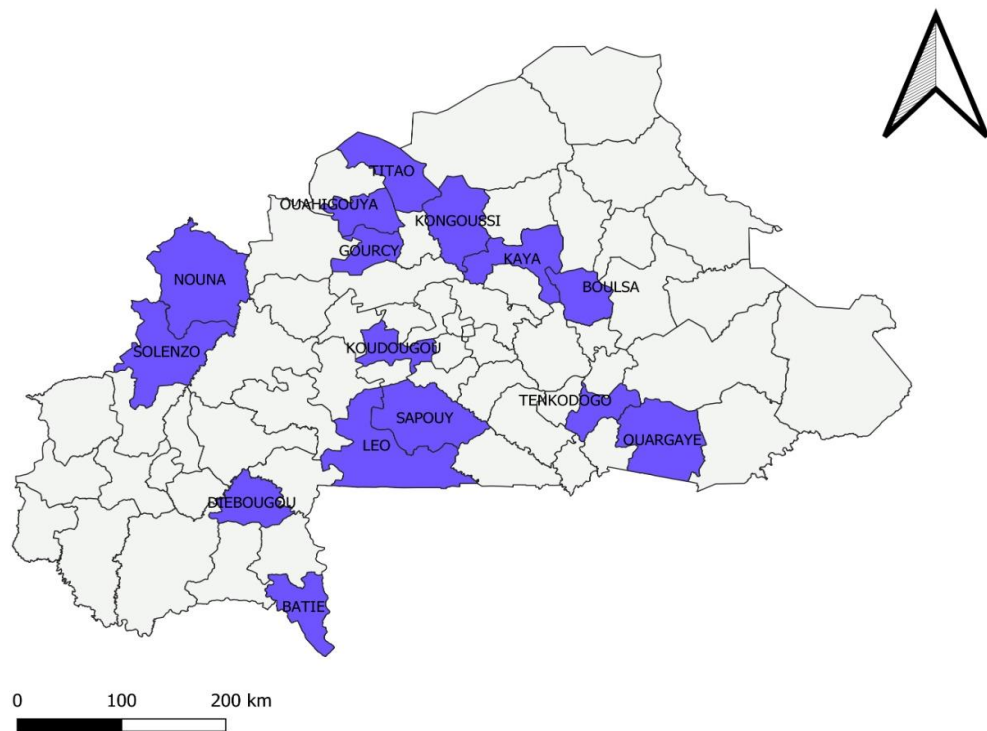 TITAO
OUAHIGOUYA
KONGOUSSI
GOURCY
KAYA
NOUNA
BOULSA
KOUDOUGOU
SOLENZO
TENKODOGO
SAPOUY
OUARGAYE
LEO
DIEBOUGOU
BATIE
0 100 200 km